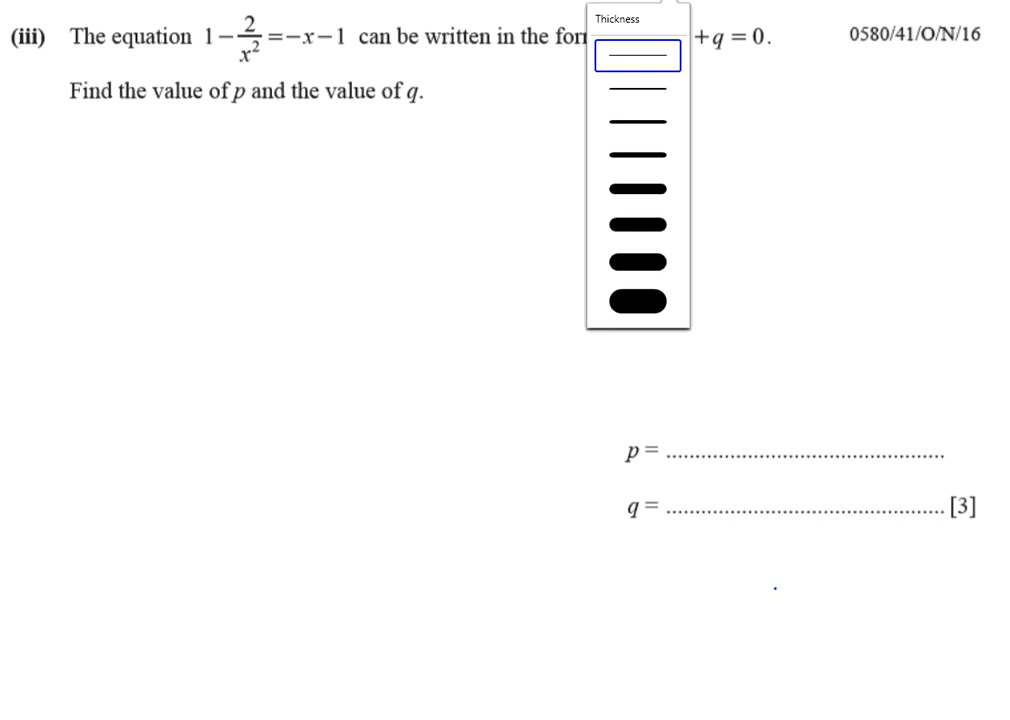 Thickness
(iii) The equation 1 − 2/x² = −x − 1 can be written in the +q = 0. 0580/41/O/N/16
Find the value of p and the value of q.
p = ................................................
q = ................................................ [3]